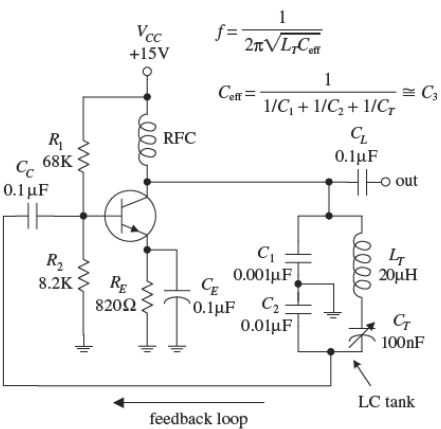 V_CC
+15V
f = 1 / 2π√L_T C_eff
C_eff = 1 / 1/C_1 + 1/C_2 + 1/C_T ≅ C_3
R_1
68K
RFC
C_L
0.1μF
out
C_C
0.1μF
R_2
8.2K
R_E
820Ω
C_E
0.1μF
C_1
0.001μF
C_2
0.01μF
L_T
20μH
C_T
100nF
LC tank
feedback loop